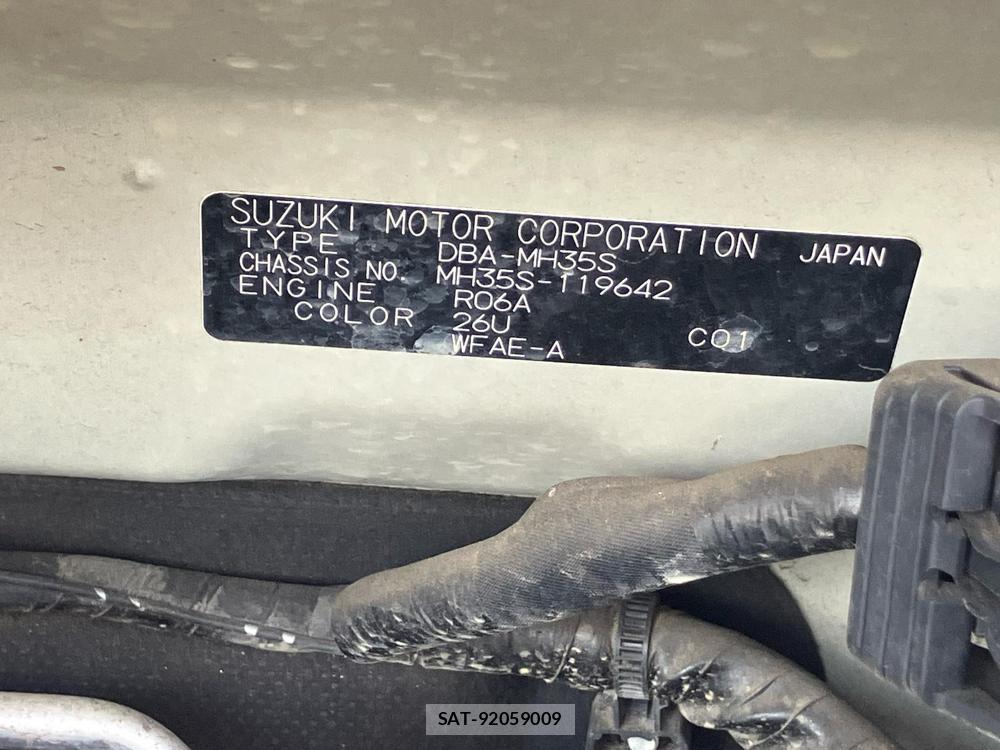 SUZUKI MOTOR CORPORATION JAPAN
TYPE DBA-MH35S
CHASSIS NO. MH35S-119642
ENGINE R06A
COLOR 26U C01
WFAE-A
SAT-92059009